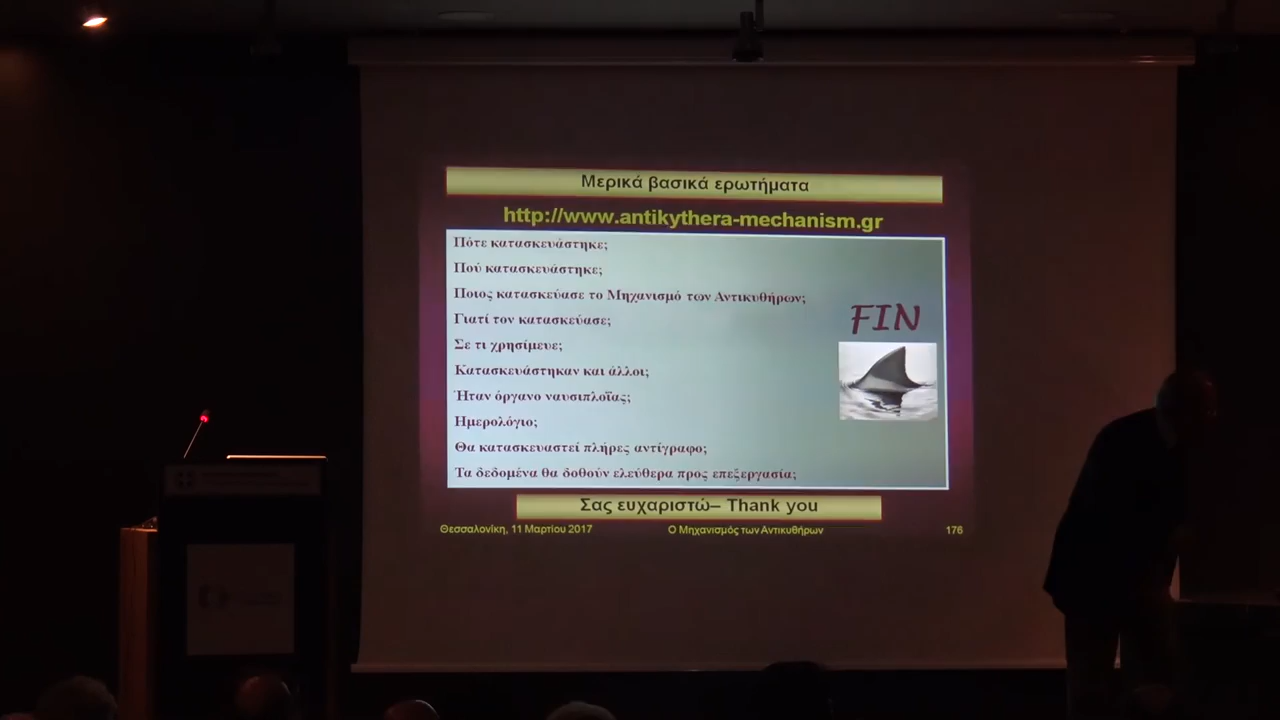 Μερικά βασικά ερωτήματα
http://www.antikythera-mechanism.gr
Πότε κατασκευάστηκε;
Πού κατασκευάστηκε;
Ποιος κατασκεύασε το Μηχανισμό των Αντικυθήρων;
Γιατί τον κατασκεύασε;
Σε τι χρησίμευε;
Κατασκευάστηκαν και άλλοι;
Ήταν όργανο ναυσιπλοΐας;
Ημερολόγιο;
Θα κατασκευαστεί πλήρες αντίγραφο;
Τα δεδομένα θα δοθούν ελεύθερα προς επεξεργασία;
FIN
Σας ευχαριστώ– Thank you
Θεσσαλονίκη, 11 Μαρτίου 2017 Ο Μηχανισμός των Αντικυθήρων 176